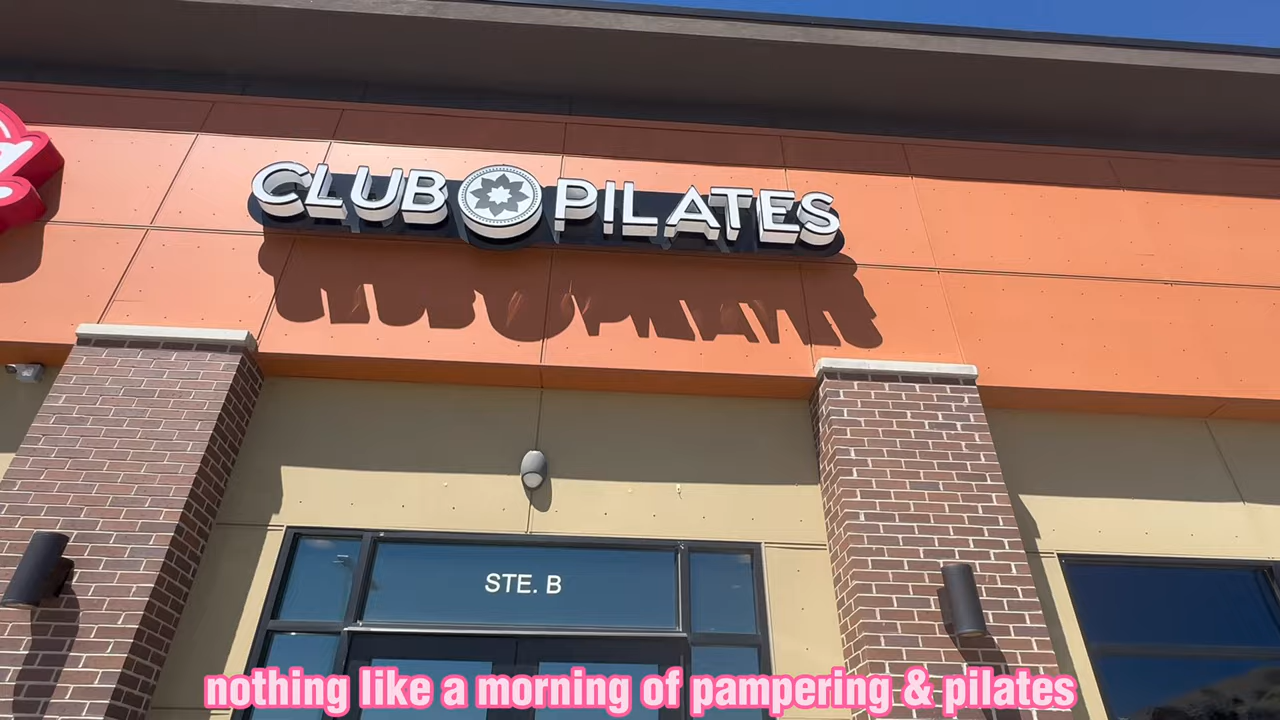 CLUB PILATES
STE. B
nothing like a morning of pampering & pilates